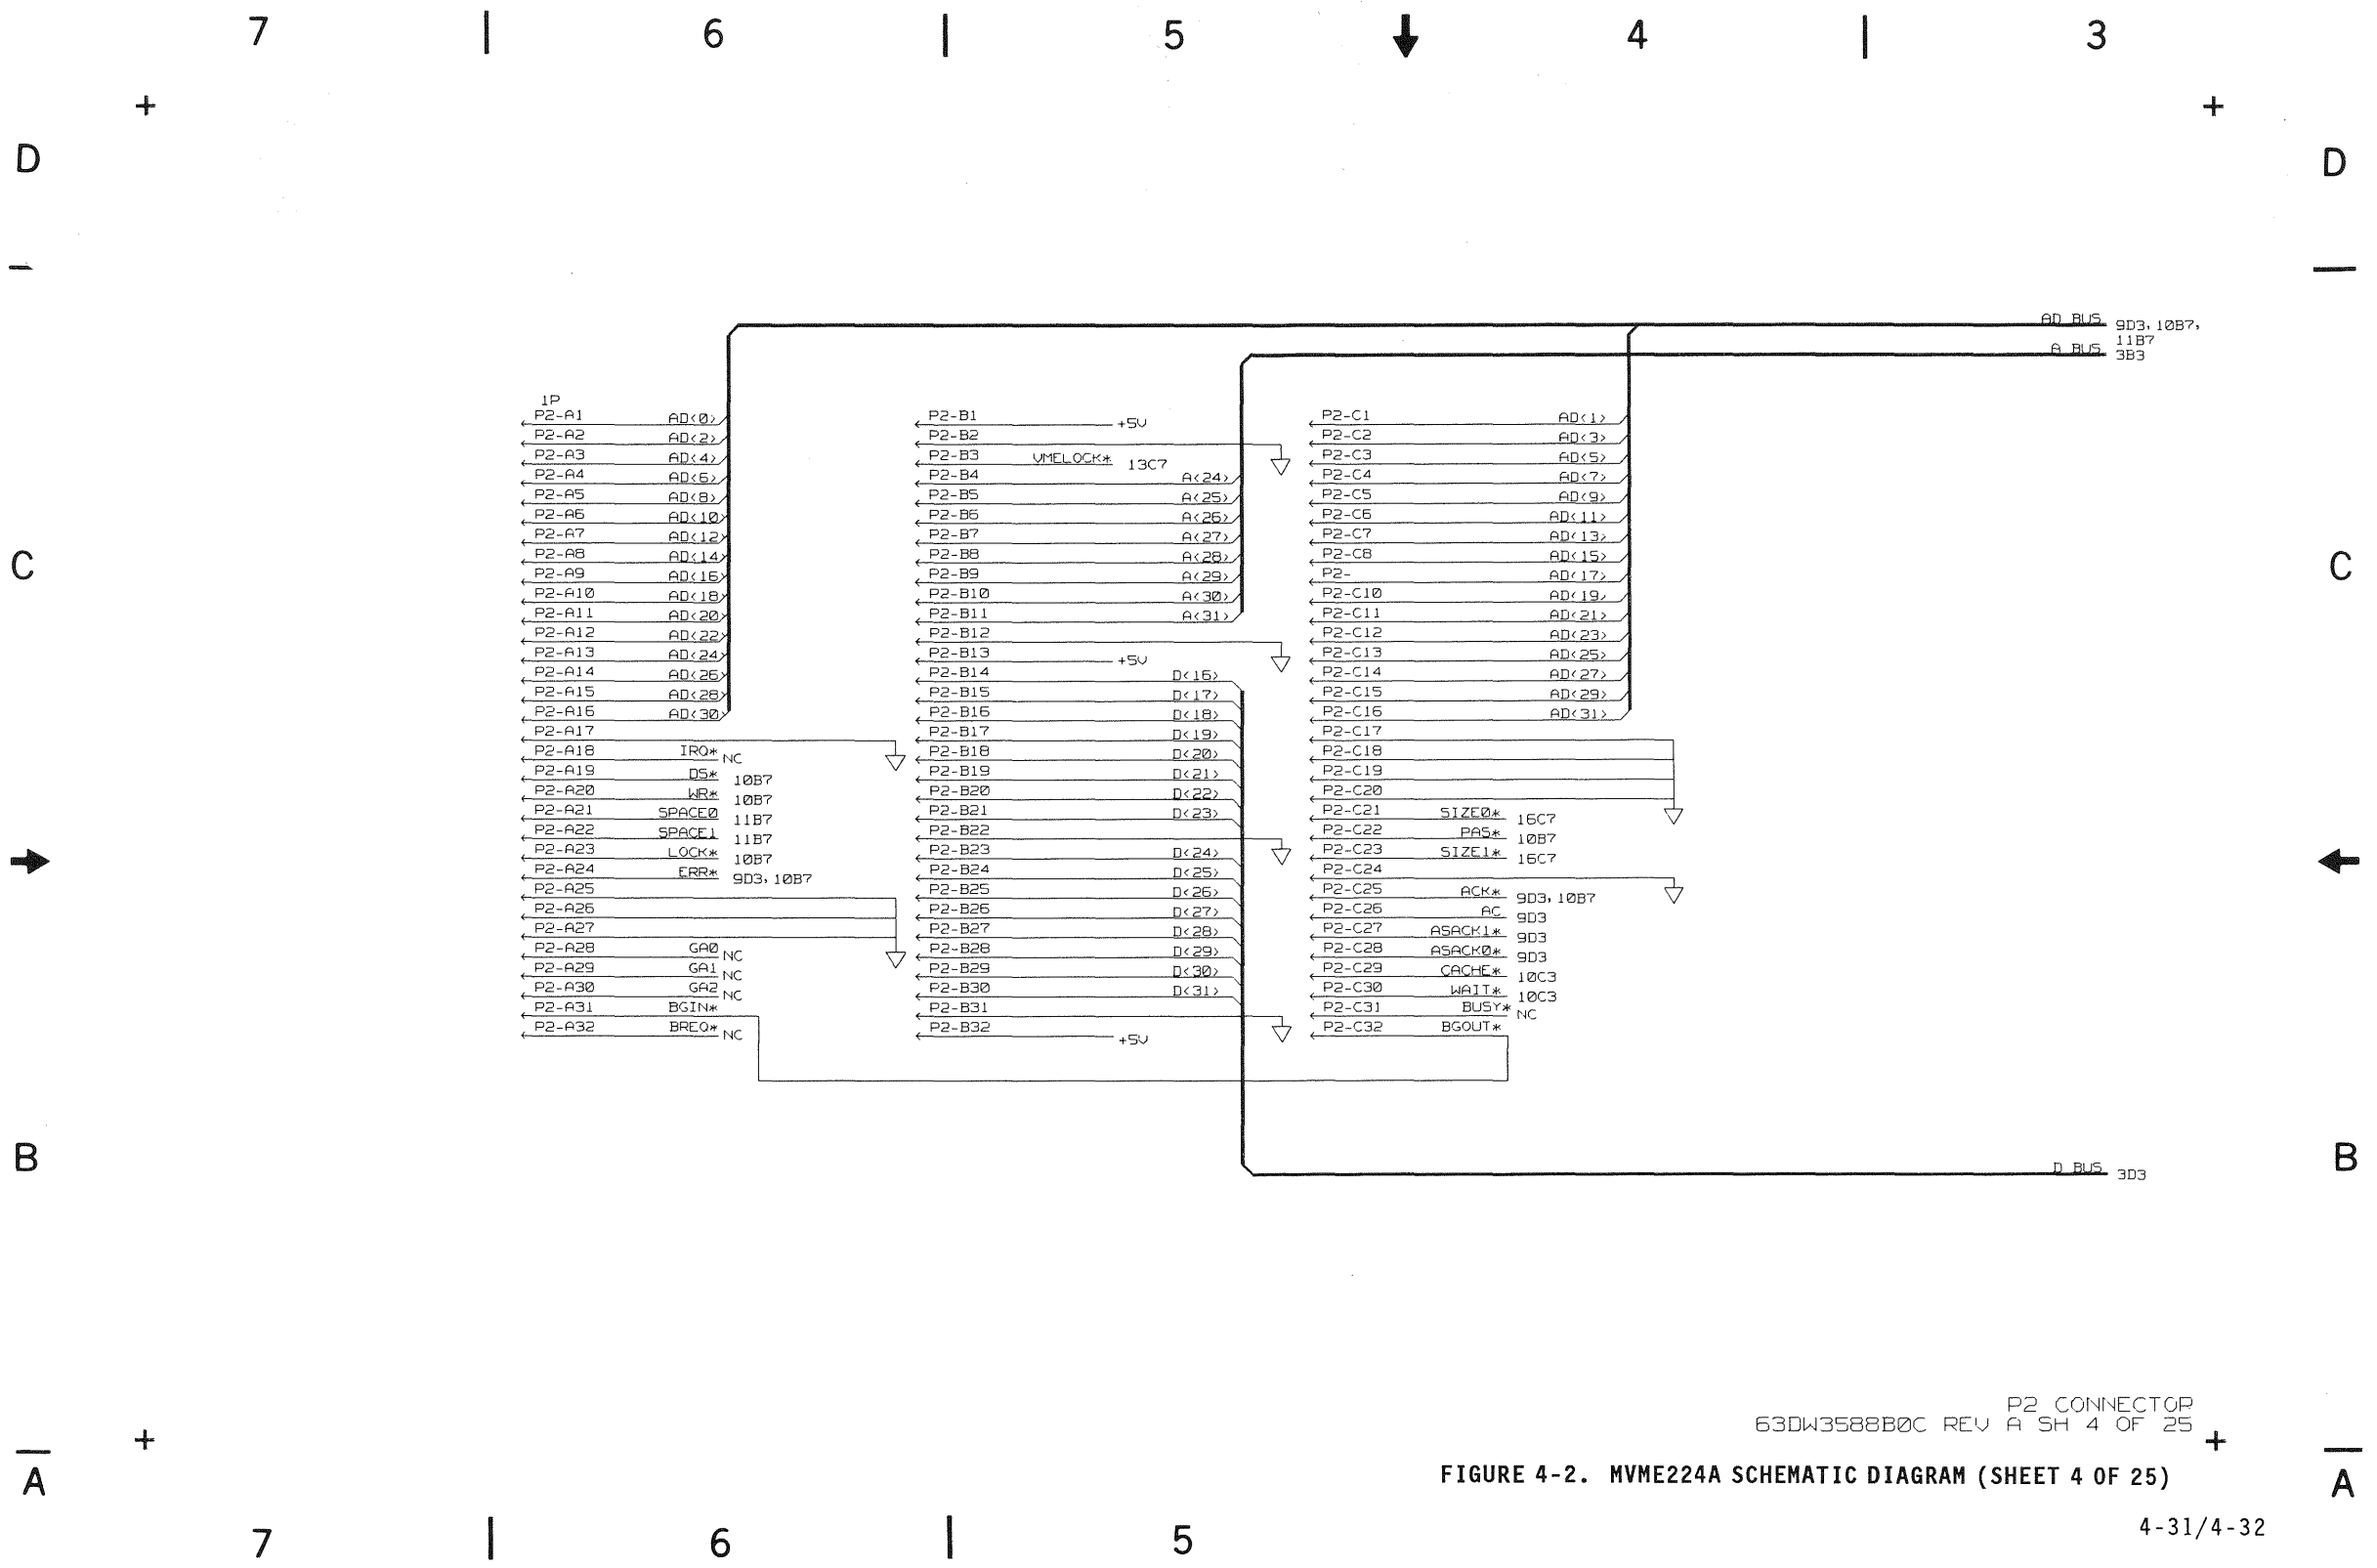 7 | 6 | 5 4 | 3
+ +
D D
AD BUS 9D3, 10B7,
11B7
A BUS 3B3
1P
P2-A1 AD<0> P2-B1 +5V P2-C1 AD<1>
P2-A2 AD<2> P2-B2 P2-C2 AD<3>
P2-A3 AD<4> P2-B3 VMELOCK* 13C7 P2-C3 AD<5>
P2-A4 AD<6> P2-B4 A<24> P2-C4 AD<7>
P2-A5 AD<8> P2-B5 A<25> P2-C5 AD<9>
P2-A6 AD<10> P2-B6 A<26> P2-C6 AD<11>
P2-A7 AD<12> P2-B7 A<27> P2-C7 AD<13>
P2-A8 AD<14> P2-B8 A<28> P2-C8 AD<15>
C C
P2-A9 AD<16> P2-B9 A<29> P2- AD<17>
P2-A10 AD<18> P2-B10 A<30> P2-C10 AD<19>
P2-A11 AD<20> P2-B11 A<31> P2-C11 AD<21>
P2-A12 AD<22> P2-B12 P2-C12 AD<23>
P2-A13 AD<24> P2-B13 +5V P2-C13 AD<25>
P2-A14 AD<26> P2-B14 D<16> P2-C14 AD<27>
P2-A15 AD<28> P2-B15 D<17> P2-C15 AD<29>
P2-A16 AD<30> P2-B16 D<18> P2-C16 AD<31>
P2-A17 P2-B17 D<19> P2-C17
P2-A18 IRQ* NC P2-B18 D<20> P2-C18
P2-A19 DS* 10B7 P2-B19 D<21> P2-C19
P2-A20 WR* 10B7 P2-B20 D<22> P2-C20
P2-A21 SPACE0 11B7 P2-B21 D<23> P2-C21 SIZE0* 16C7
P2-A22 SPACE1 11B7 P2-B22 P2-C22 PAS* 10B7
P2-A23 LOCK* 10B7 P2-B23 D<24> P2-C23 SIZE1* 16C7
P2-A24 ERR* 9D3, 10B7 P2-B24 D<25> P2-C24
P2-A25 P2-B25 D<26> P2-C25 ACK* 9D3, 10B7
P2-A26 P2-B26 D<27> P2-C26 AC 9D3
P2-A27 P2-B27 D<28> P2-C27 ASACK1* 9D3
P2-A28 GA0 NC P2-B28 D<29> P2-C28 ASACK0* 9D3
P2-A29 GA1 NC P2-B29 D<30> P2-C29 CACHE* 10C3
P2-A30 GA2 NC P2-B30 D<31> P2-C30 WAIT* 10C3
P2-A31 BGIN* P2-B31 P2-C31 BUSY* NC
P2-A32 BREQ* NC P2-B32 +5V P2-C32 BGOUT*
B B
D BUS 3D3
P2 CONNECTOR
63DW3588B0C REV A SH 4 OF 25
+ +
FIGURE 4-2. MVME224A SCHEMATIC DIAGRAM (SHEET 4 OF 25)
A A
4-31/4-32
7 | 6 | 5